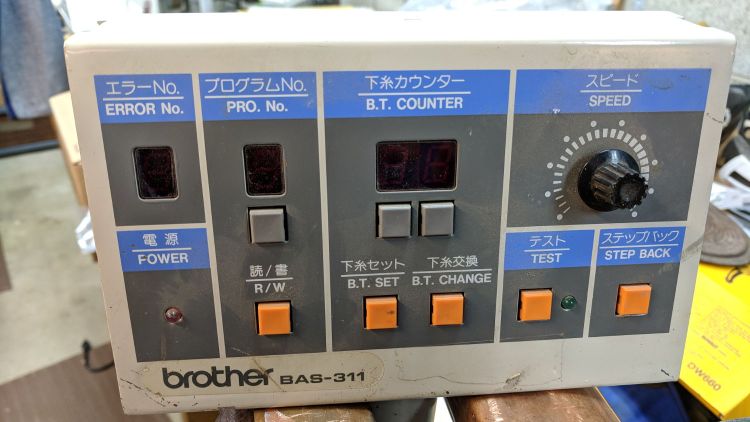 エラーNo.
ERROR No.
プログラムNo.
PRO. No.
下糸カウンター
B.T. COUNTER
スピード
SPEED
電源
FOWER
読/書
R/W
下糸セット
B.T. SET
下糸交換
B.T. CHANGE
テスト
TEST
ステップバック
STEP BACK
brother BAS-311
DW660